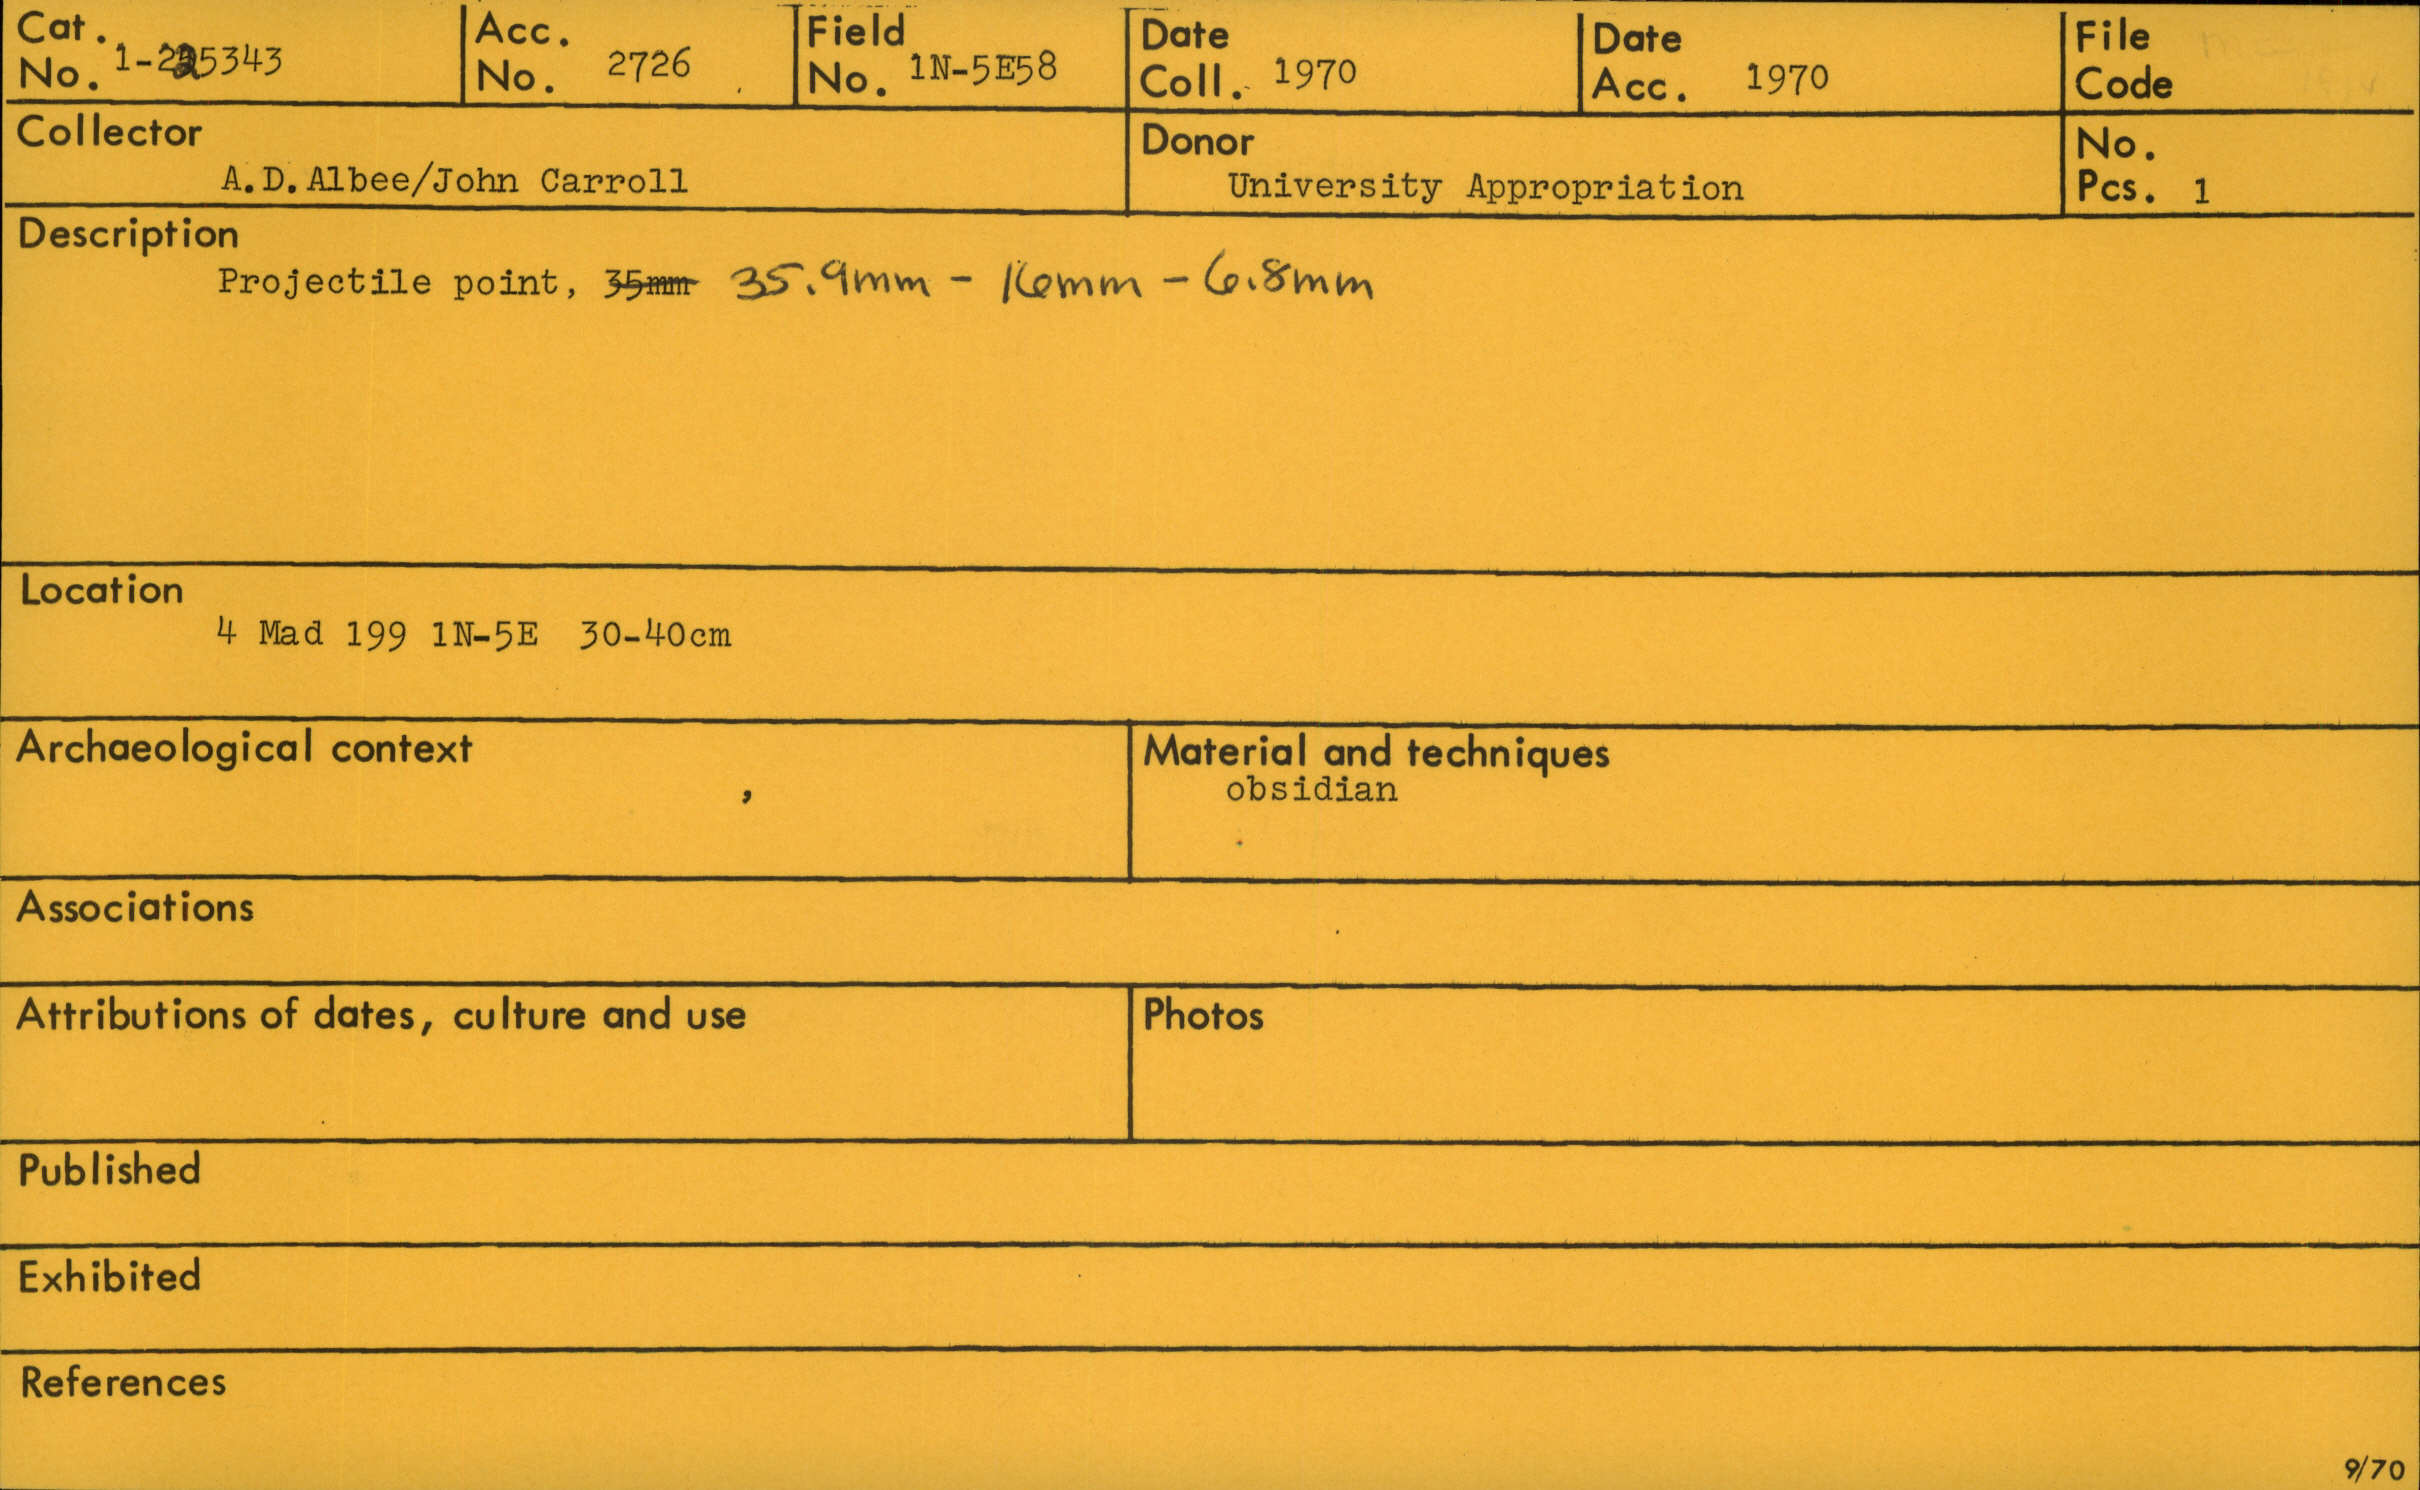 Cat. No. 1-225343
Acc. No. 2726
Field No. 1N-5E58
Date Coll. 1970
Date Acc. 1970
File Code
Collector
A.D.Albee/John Carroll
Donor
University Appropriation
No. Pcs. 1
Description
Projectile point, 35mm 35.9mm - 16mm - 6.8mm
Location
4 Mad 199 1N-5E 30-40cm
Archaeological context
,
Material and techniques
obsidian
Associations
Attributions of dates, culture and use
Photos
Published
Exhibited
References
9/70